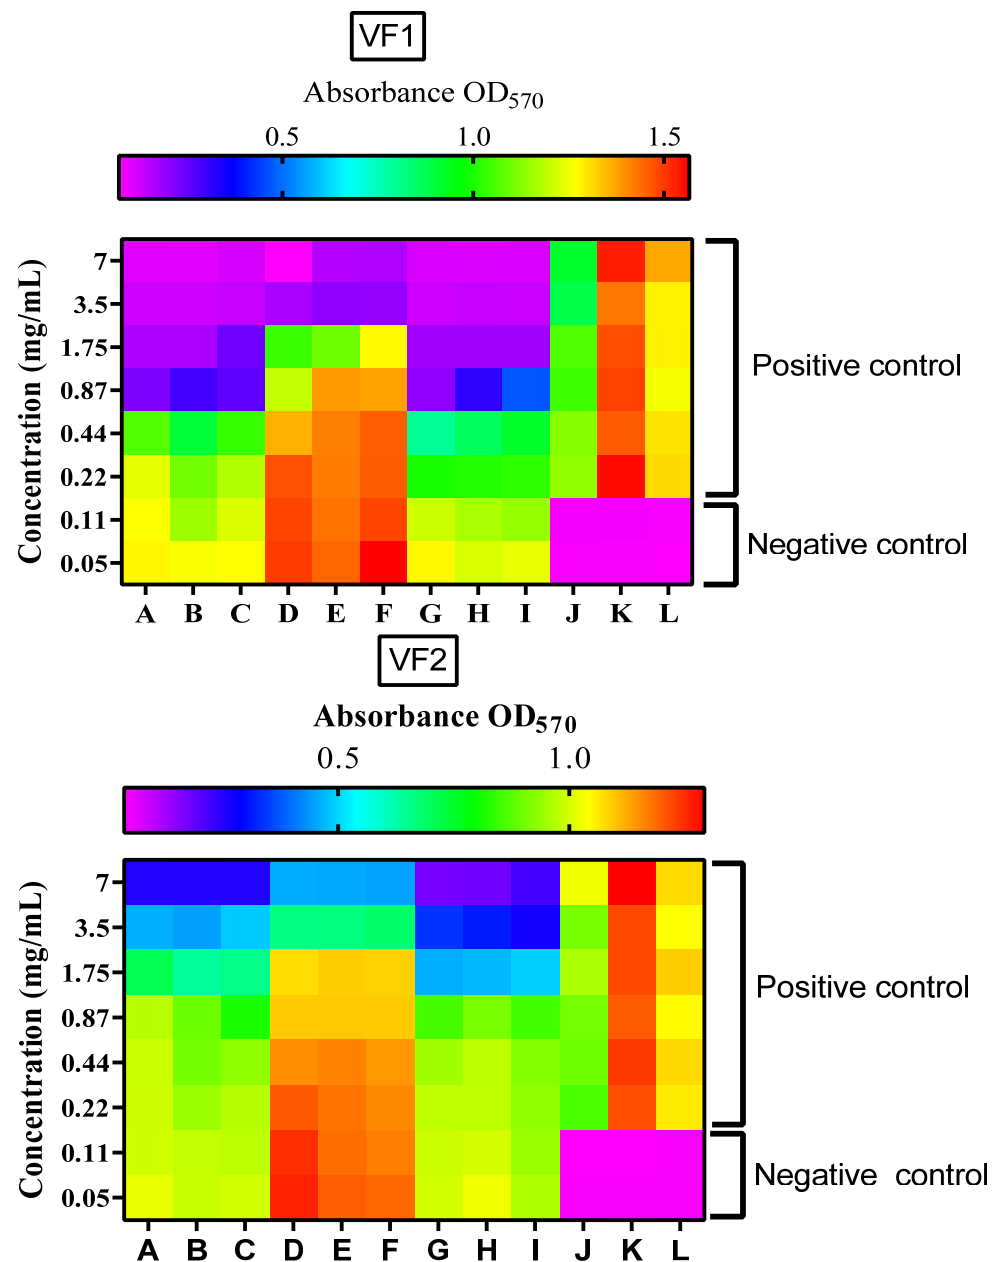 VF1
Absorbance OD570
0.5 1.0 1.5
Concentration (mg/mL)
7
3.5
1.75
0.87
0.44
0.22
0.11
0.05
Positive control
Negative control
A B C D E F G H I J K L
VF2
Absorbance OD570
0.5 1.0
Concentration (mg/mL)
7
3.5
1.75
0.87
0.44
0.22
0.11
0.05
Positive control
Negative control
A B C D E F G H I J K L